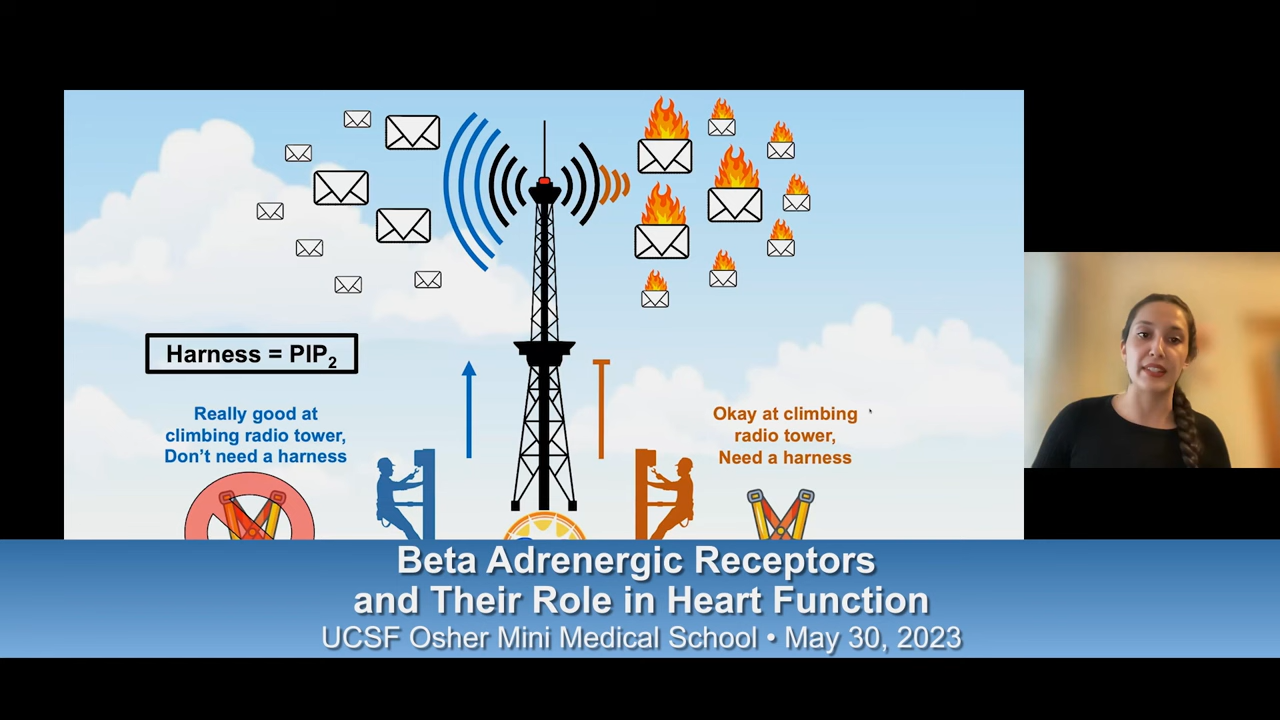 Harness = PIP₂
Really good at
climbing radio tower,
Don't need a harness
Okay at climbing
radio tower,
Need a harness
Beta Adrenergic Receptors
and Their Role in Heart Function
UCSF Osher Mini Medical School • May 30, 2023